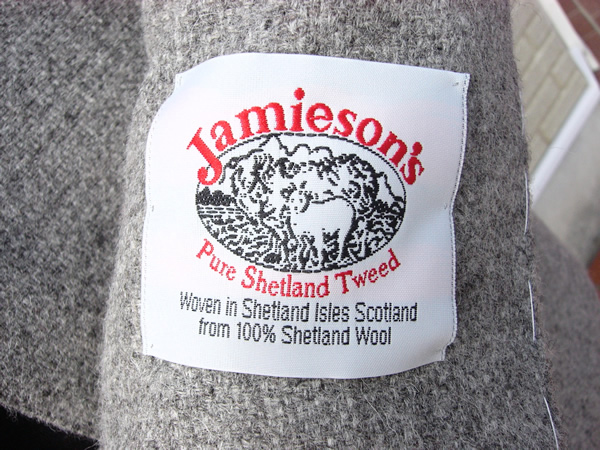 Jamieson's
Pure Shetland Tweed
Woven in Shetland Isles Scotland
from 100% Shetland Wool